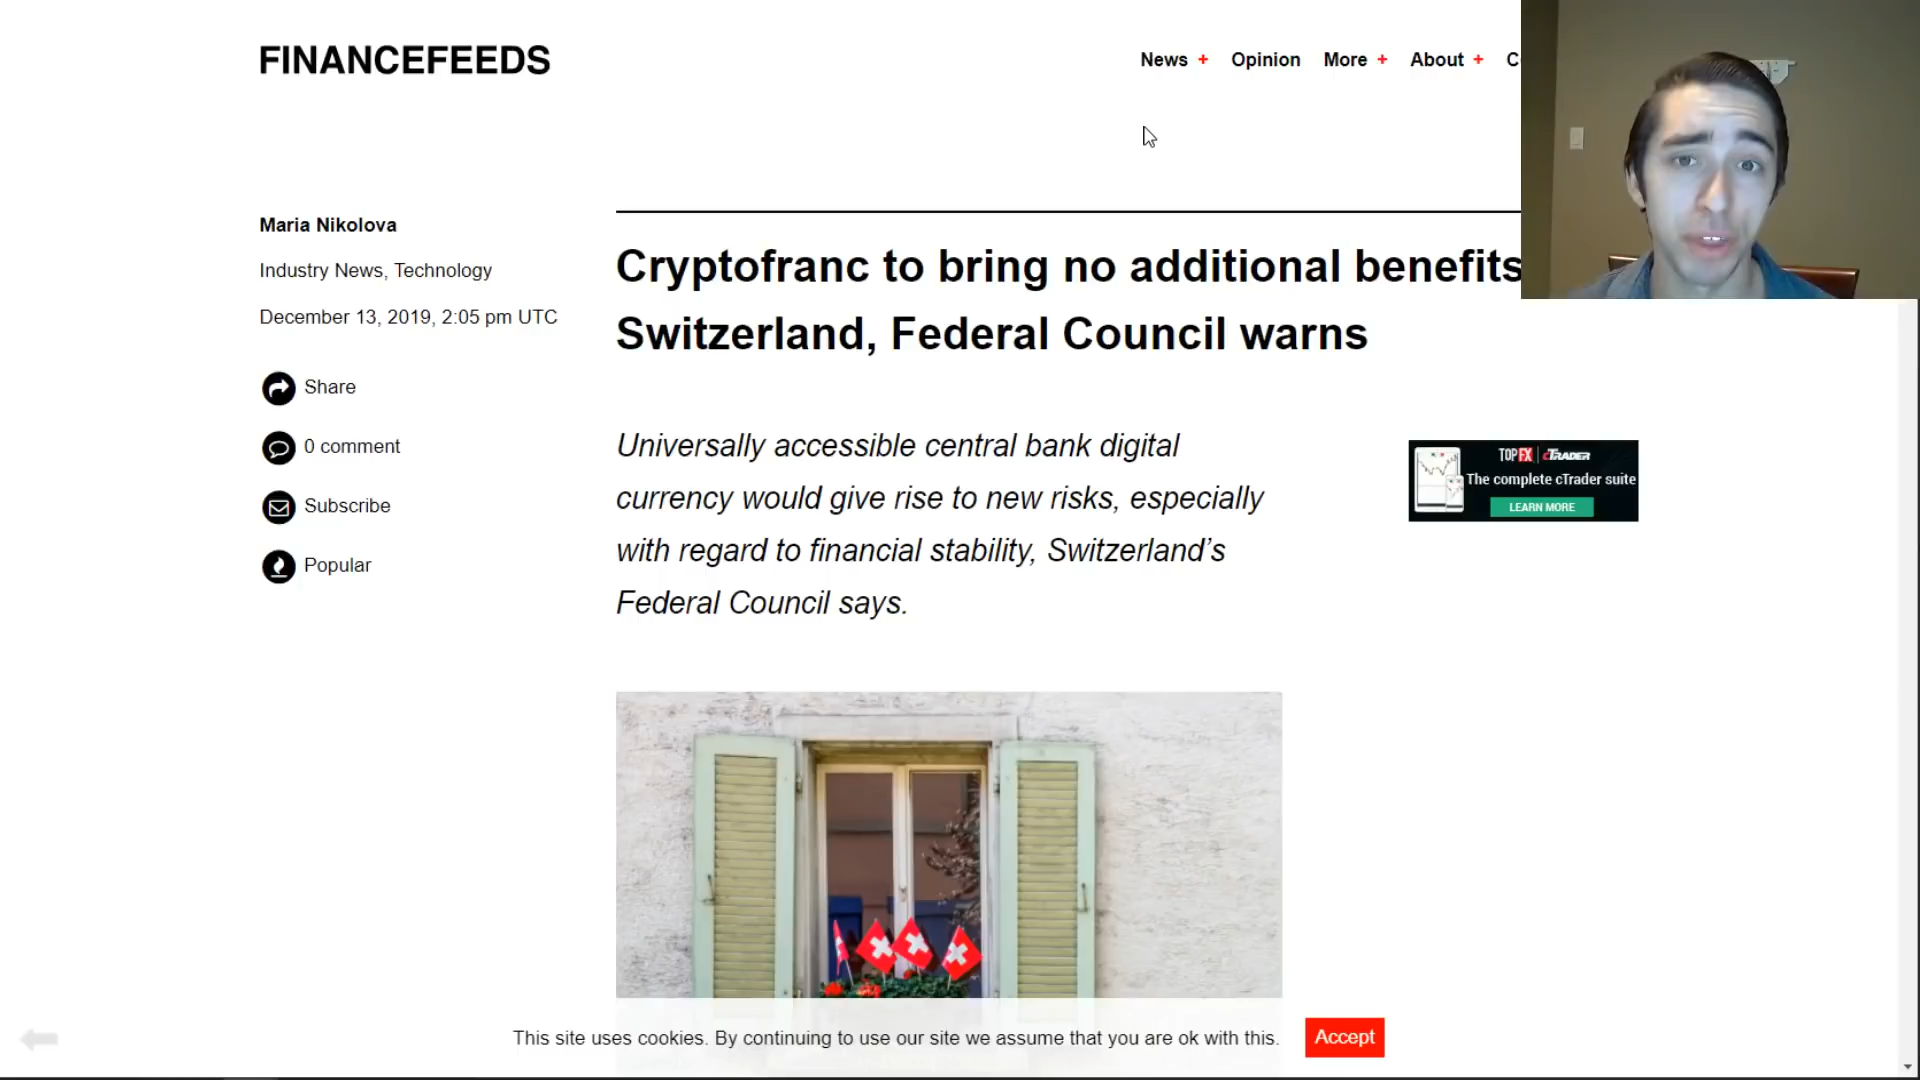 FINANCEFEEDS
News + Opinion More + About +
Maria Nikolova
Industry News, Technology
December 13, 2019, 2:05 pm UTC
Share
0 comment
Subscribe
Popular
Cryptofranc to bring no additional benefits
Switzerland, Federal Council warns
Universally accessible central bank digital
currency would give rise to new risks, especially
with regard to financial stability, Switzerland’s
Federal Council says.
TOPFX cTRADER
The complete cTrader suite
LEARN MORE
This site uses cookies. By continuing to use our site we assume that you are ok with this. Accept